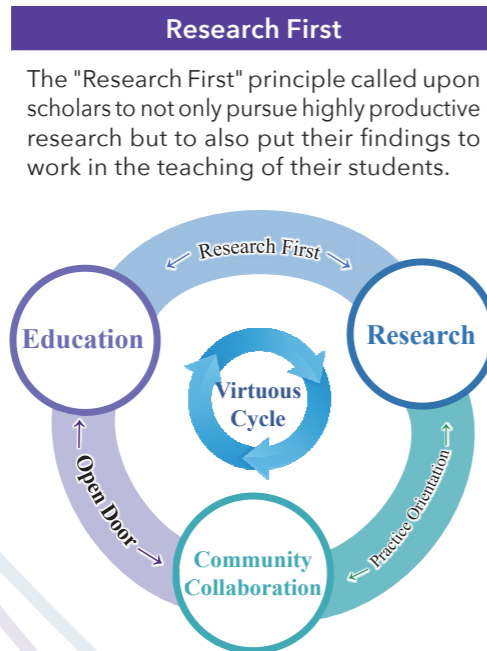 Research First
The "Research First" principle called upon
scholars to not only pursue highly productive
research but to also put their findings to
work in the teaching of their students.
← Research First →
Education
Research
Virtuous
Cycle
← Open Door →
← Practice Orientation →
Community
Collaboration